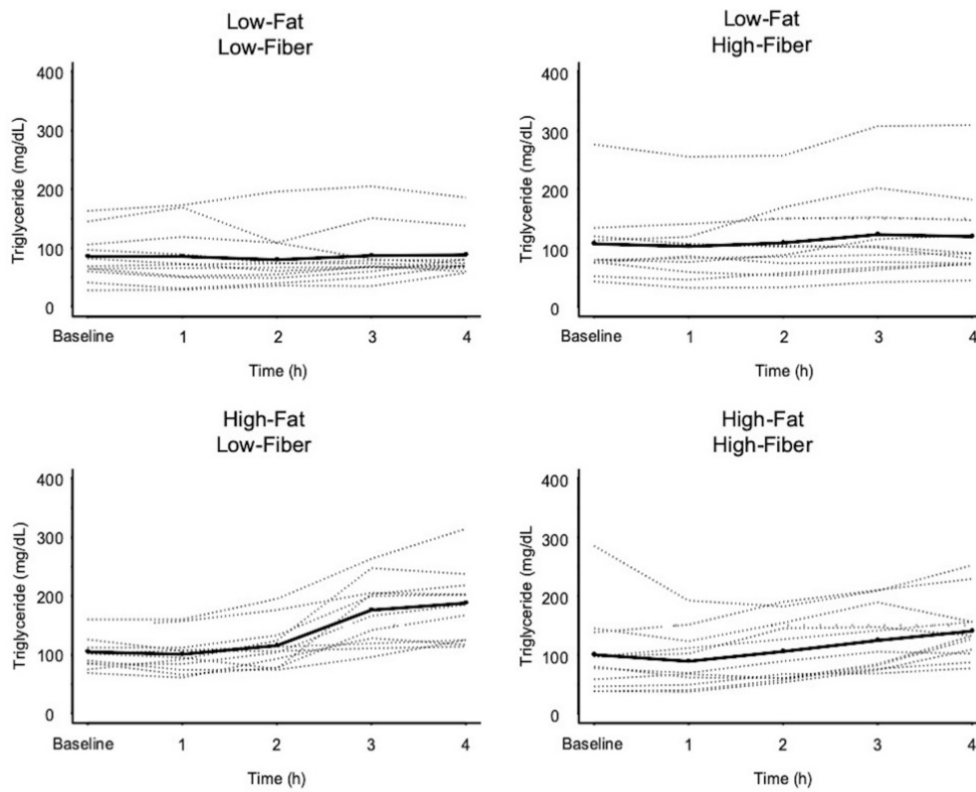 Low-Fat
Low-Fiber
Triglyceride (mg/dL)
400
300
200
100
0
Baseline 1 2 3 4
Time (h)
Low-Fat
High-Fiber
Triglyceride (mg/dL)
400
300
200
100
0
Baseline 1 2 3 4
Time (h)
High-Fat
Low-Fiber
Triglyceride (mg/dL)
400
300
200
100
0
Baseline 1 2 3 4
Time (h)
High-Fat
High-Fiber
Triglyceride (mg/dL
400
300
200
100
0
Baseline 1 2 3 4
Time (h)